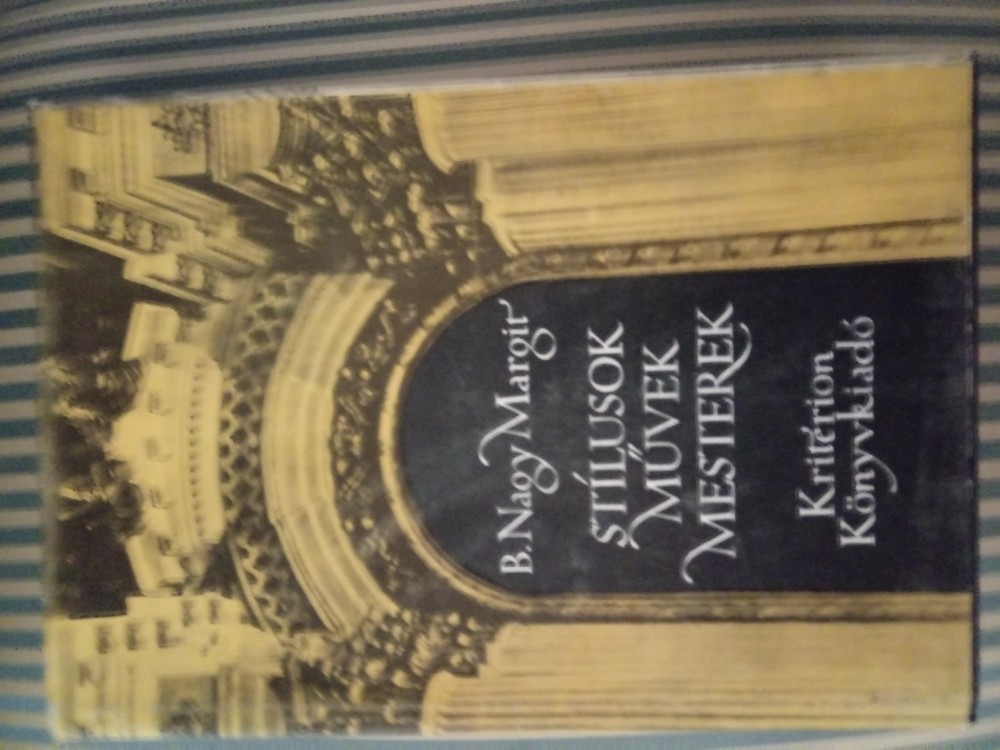 B. Nagy Margit
STÍLUSOK
MŰVEK
MESTEREK
Kritérion
Könyvkiadó